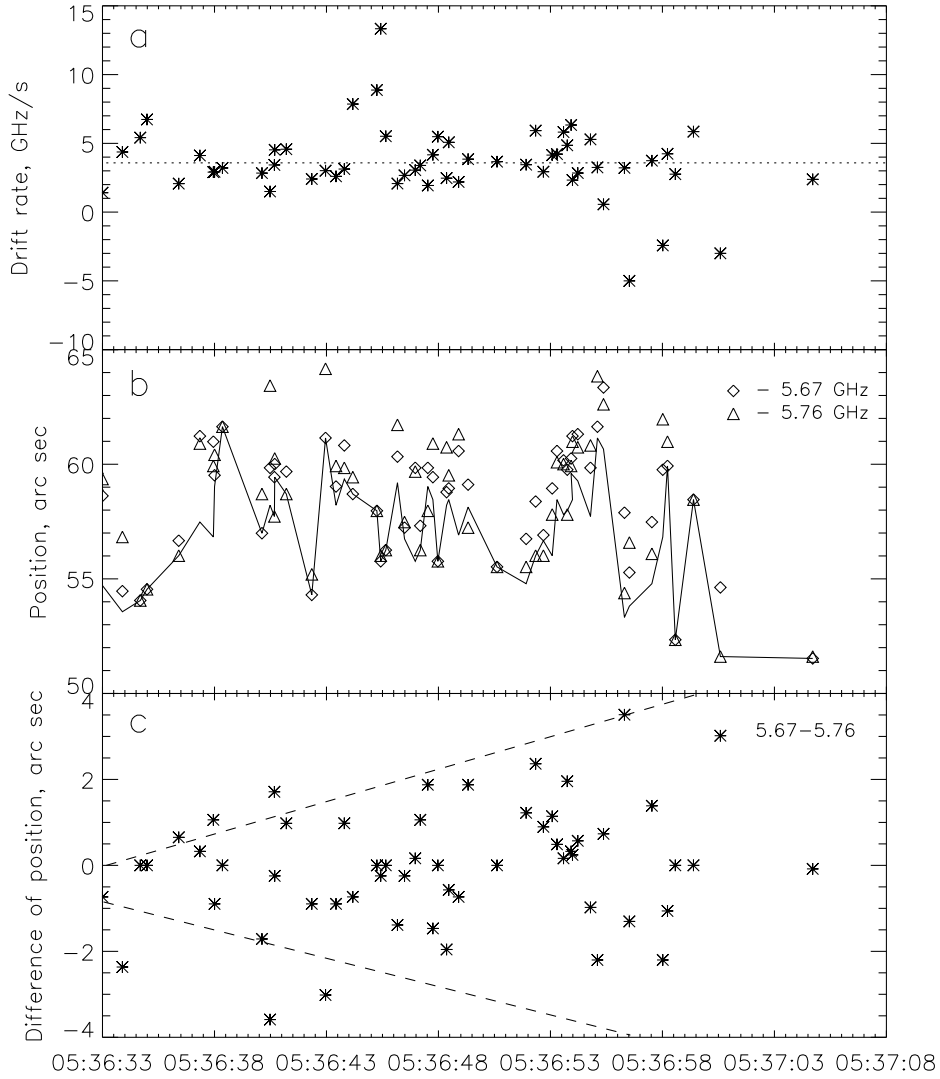 15
a
10
5
0
−5
−10
Drift rate, GHz/s
65
b
◇ − 5.67 GHz
△ − 5.76 GHz
60
55
50
Position, arc sec
4
c
5.67−5.76
2
0
−2
−4
Difference of position, arc sec
05:36:33 05:36:38 05:36:43 05:36:48 05:36:53 05:36:58 05:37:03 05:37:08